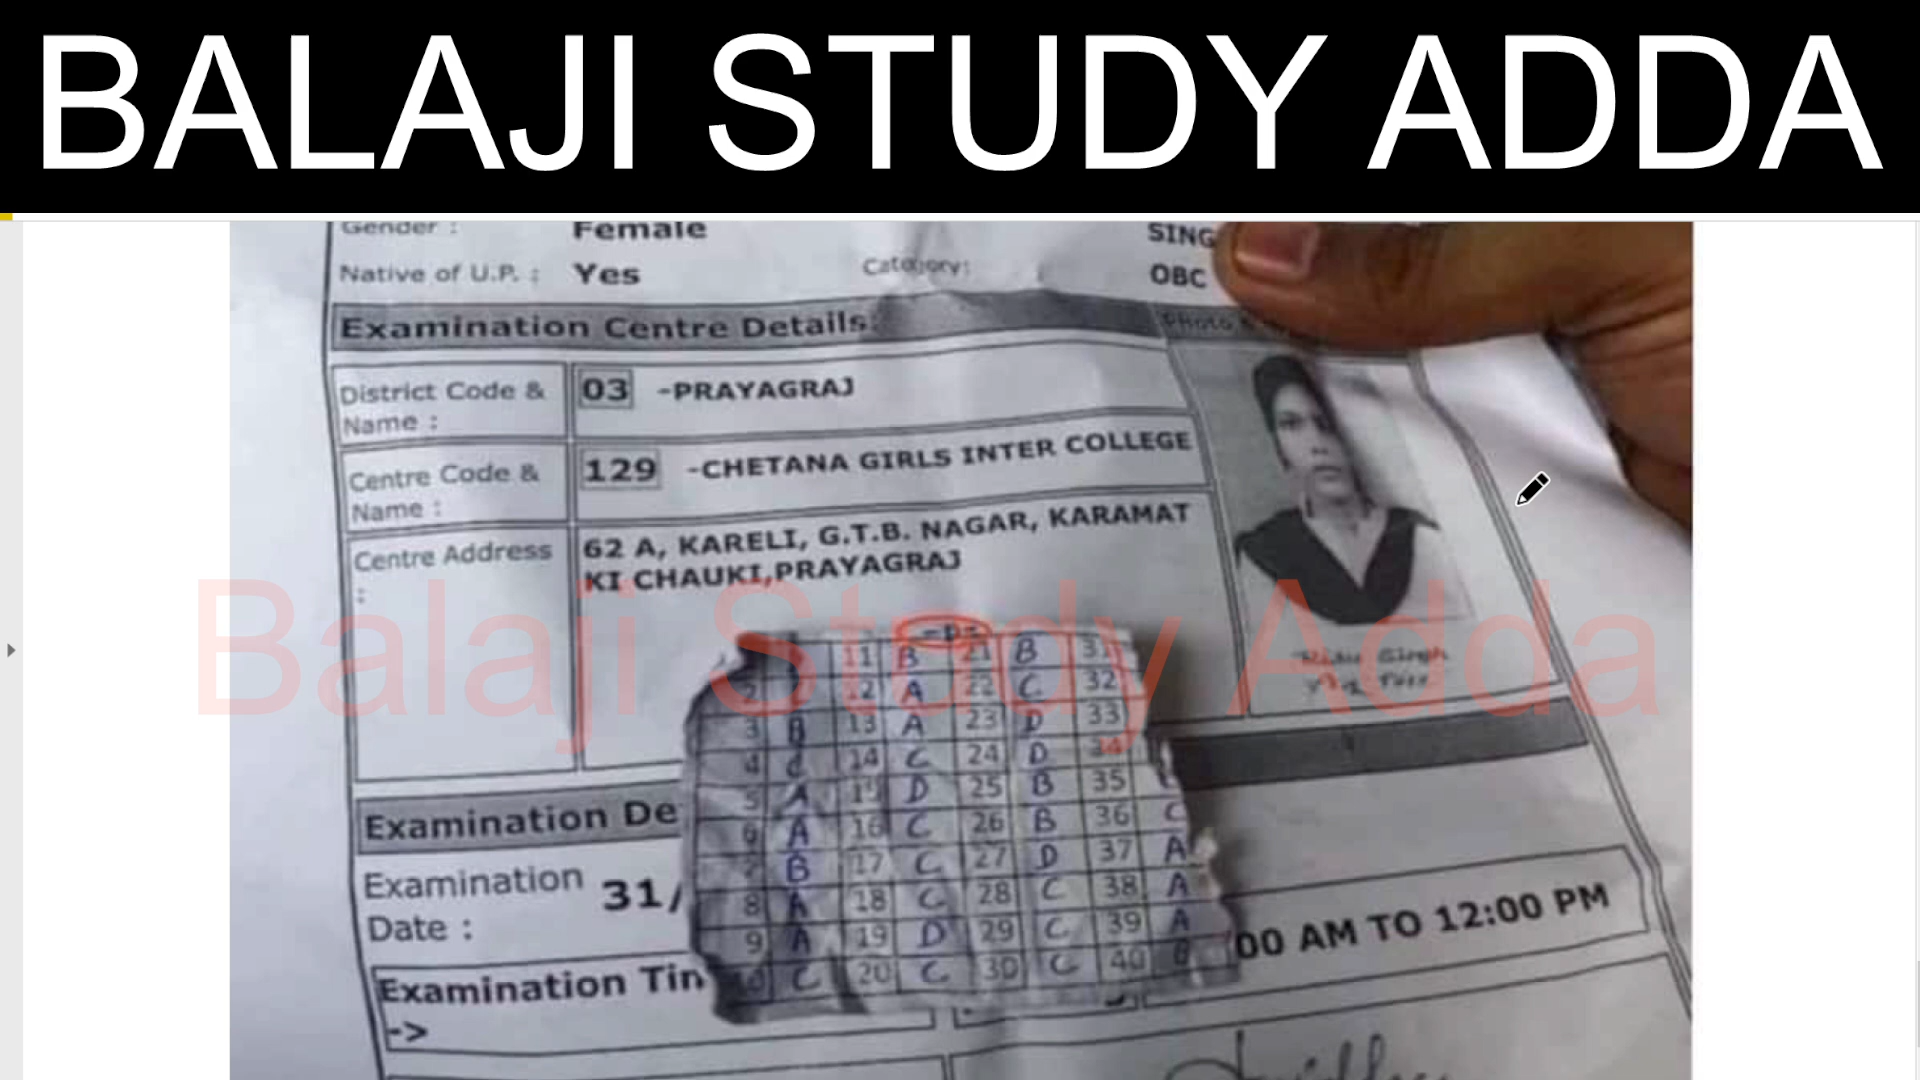 BALAJI STUDY ADDA
Gender : Female SING
Native of U.P. : Yes Category: OBC
Examination Centre Details
District Code & Name : 03 -PRAYAGRAJ
Centre Code & Name : 129 -CHETANA GIRLS INTER COLLEGE
Centre Address : 62 A, KARELI, G.T.B. NAGAR, KARAMAT
KI CHAUKI,PRAYAGRAJ
Balaji Study Adda
-D-
11 B 21 B 31
2 12 A 22 C 32
3 B 13 A 23 D 33
4 C 14 C 24 D 34
5 A 15 D 25 B 35
6 A 16 C 26 B 36 C
7 B 17 C 27 D 37 A
8 A 18 C 28 C 38 A
9 A 19 D 29 C 39 A
C 20 C 30 C 40 B
Examination De
Examination Date : 31/
00 AM TO 12:00 PM
Examination Tim
->